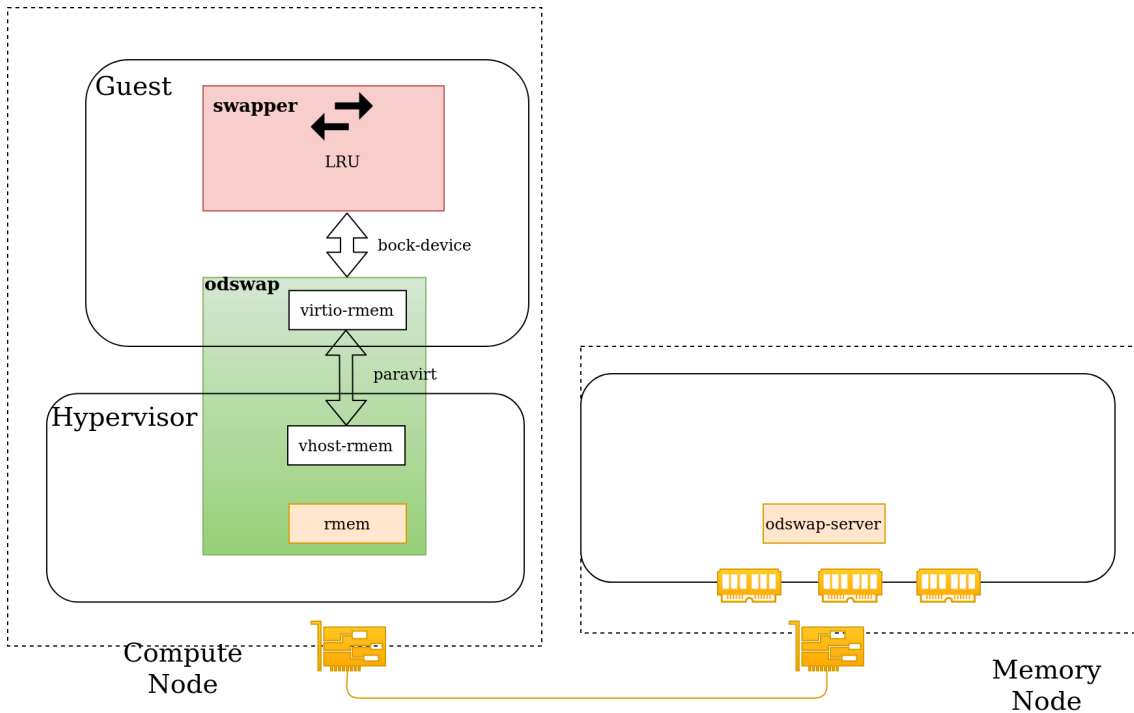 Guest
swapper
LRU
bock-device
odswap
virtio-rmem
paravirt
Hypervisor
vhost-rmem
rmem
odswap-server
Compute
Node
Memory
Node